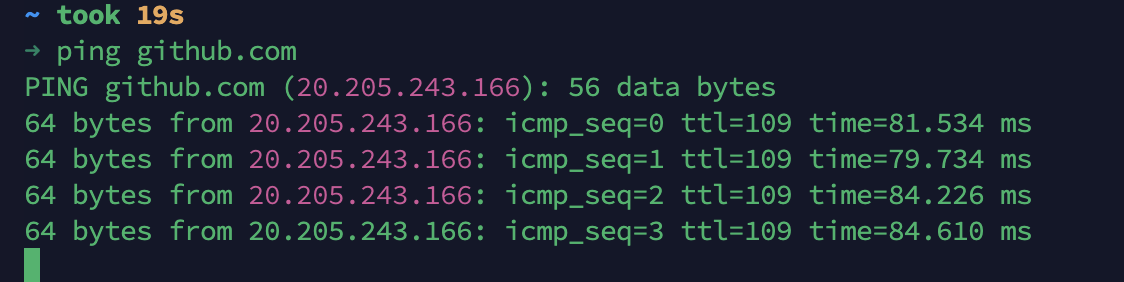 ~ took 19s
→ ping github.com
PING github.com (20.205.243.166): 56 data bytes
64 bytes from 20.205.243.166: icmp_seq=0 ttl=109 time=81.534 ms
64 bytes from 20.205.243.166: icmp_seq=1 ttl=109 time=79.734 ms
64 bytes from 20.205.243.166: icmp_seq=2 ttl=109 time=84.226 ms
64 bytes from 20.205.243.166: icmp_seq=3 ttl=109 time=84.610 ms